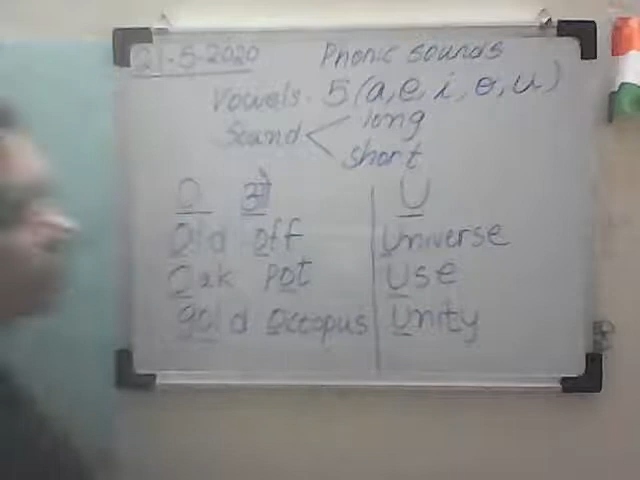 21-5-2020 Phonic sounds
Vowels. 5 (a, e, i, o, u)
Sound long
short
O ओ U
Old off Universe
Oak pot Use
gold octopus Unity